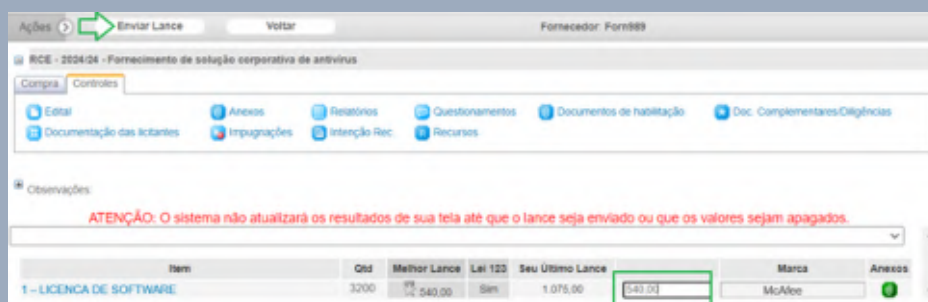 Ações Enviar Lance Voltar Fornecedor: Forn989
RCE - 2024/24 - Fornecimento de solução corporativa de antivirus
Compra Controles
Edital Anexos Relatórios Questionamentos Documentos de habilitação Doc. Complementares/Diligências
Documentação das licitantes Impugnações Intenção Rec. Recursos
Observações:
ATENÇÃO: O sistema não atualizará os resultados de sua tela até que o lance seja enviado ou que os valores sejam apagados.
Item Qtd Melhor Lance Lei 123 Seu Último Lance Marca Anexos
1 – LICENCA DE SOFTWARE 3200 540,00 Sim 1.075,00 540,00 McAfee